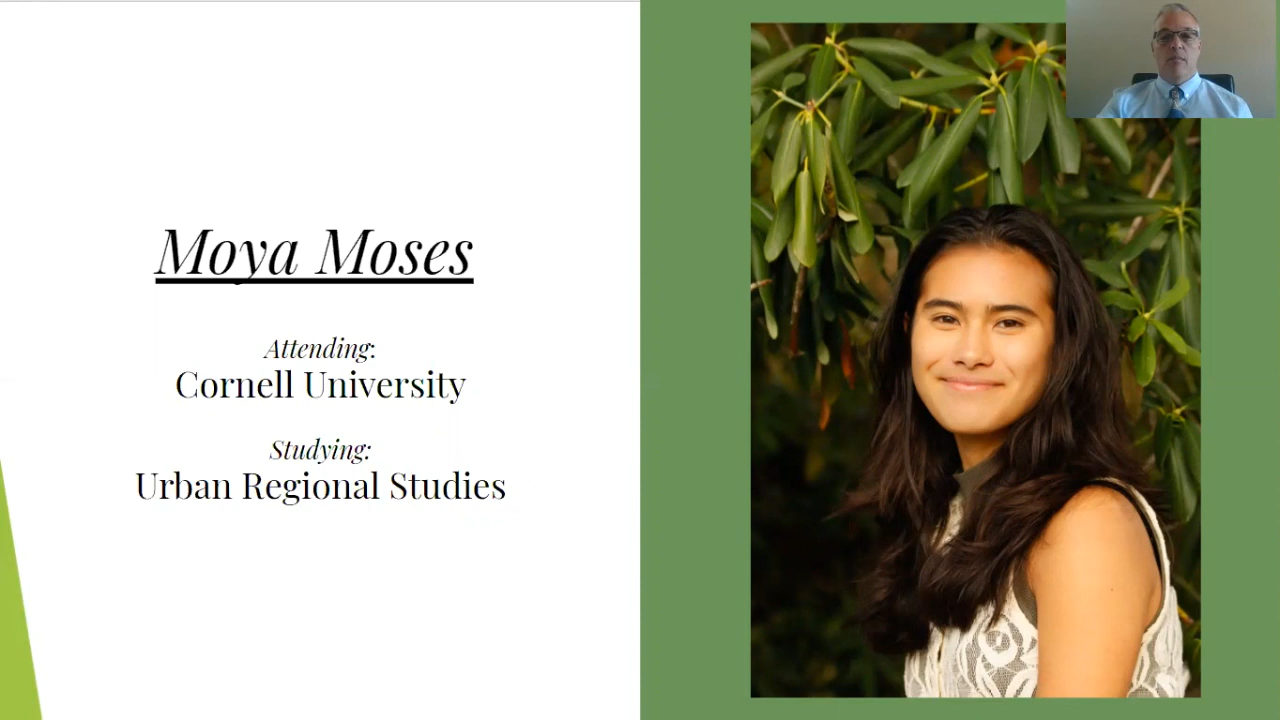 Moya Moses
Attending:
Cornell University
Studying:
Urban Regional Studies